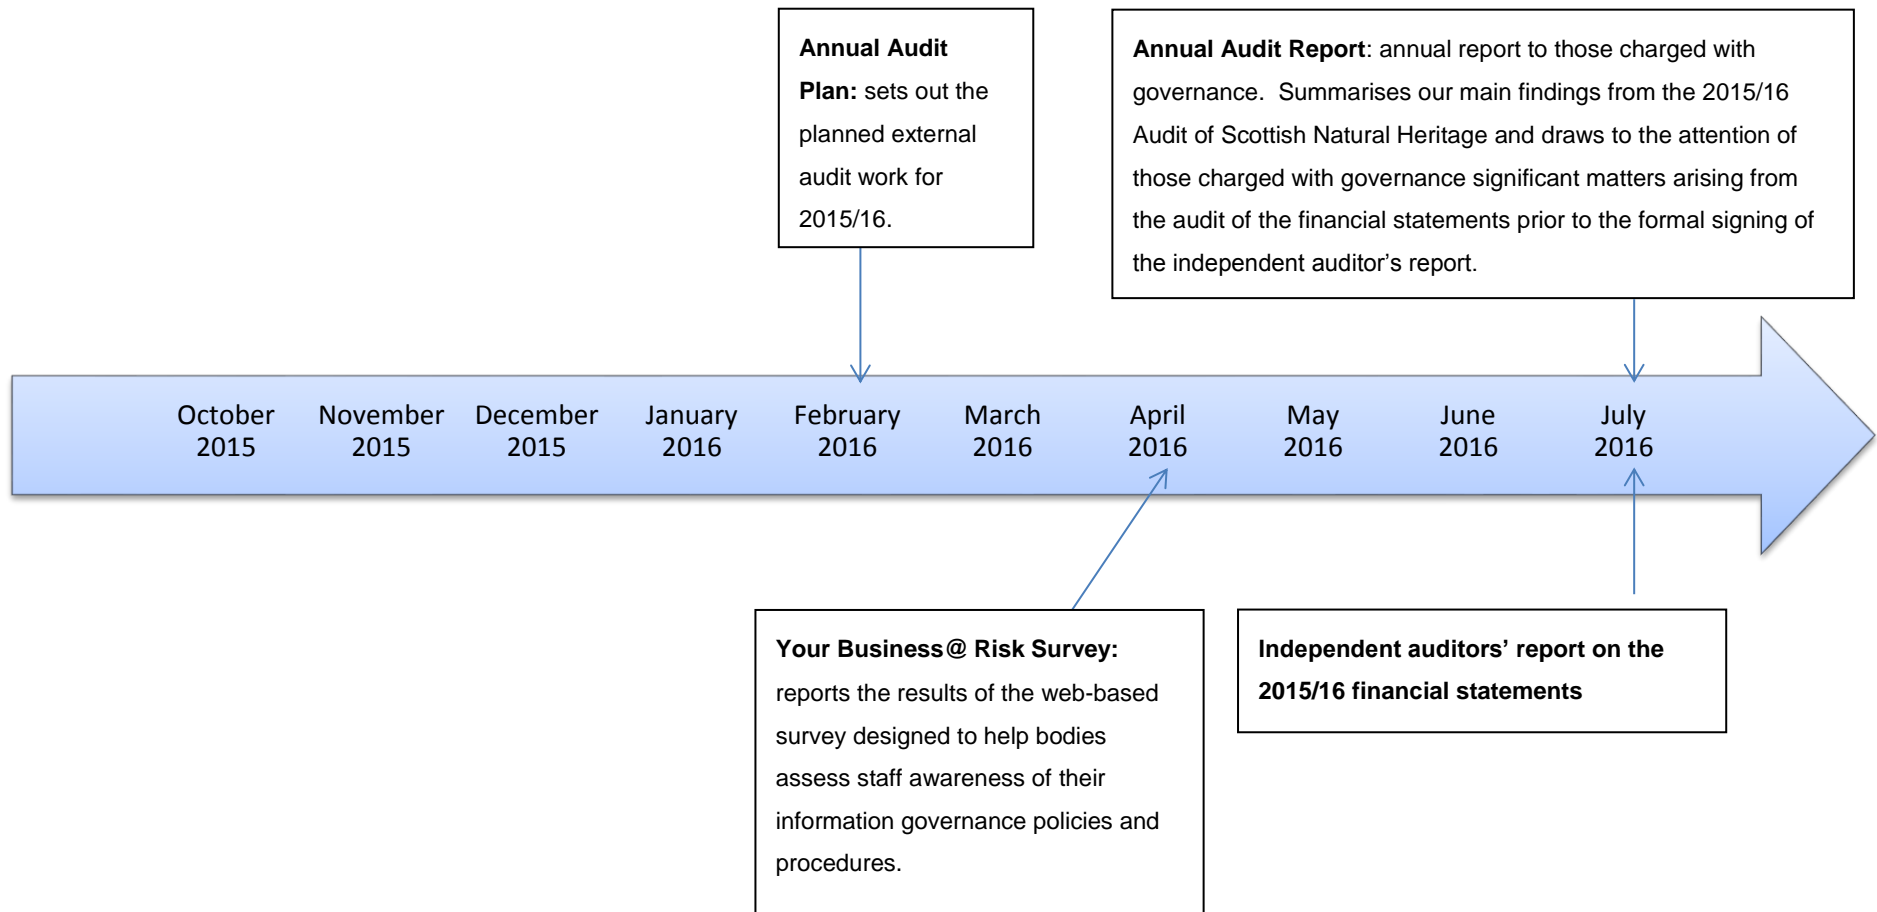 Annual Audit
Plan: sets out the
planned external
audit work for
2015/16.
Annual Audit Report: annual report to those charged with
governance.  Summarises our main findings from the 2015/16
Audit of Scottish Natural Heritage and draws to the attention of
those charged with governance significant matters arising from
the audit of the financial statements prior to the formal signing of
the independent auditor’s report.
October
2015
November
2015
December
2015
January
2016
February
2016
March
2016
April
2016
May
2016
June
2016
July
2016
Your Business@ Risk Survey:
reports the results of the web-based
survey designed to help bodies
assess staff awareness of their
information governance policies and
procedures.
Independent auditors’ report on the
2015/16 financial statements